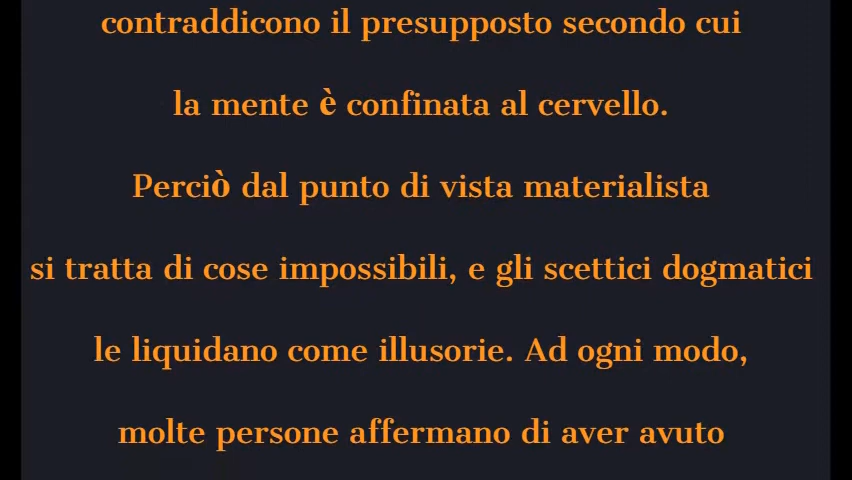 contraddicono il presupposto secondo cui
la mente è confinata al cervello.
Perciò dal punto di vista materialista
si tratta di cose impossibili, e gli scettici dogmatici
le liquidano come illusorie. Ad ogni modo,
molte persone affermano di aver avuto